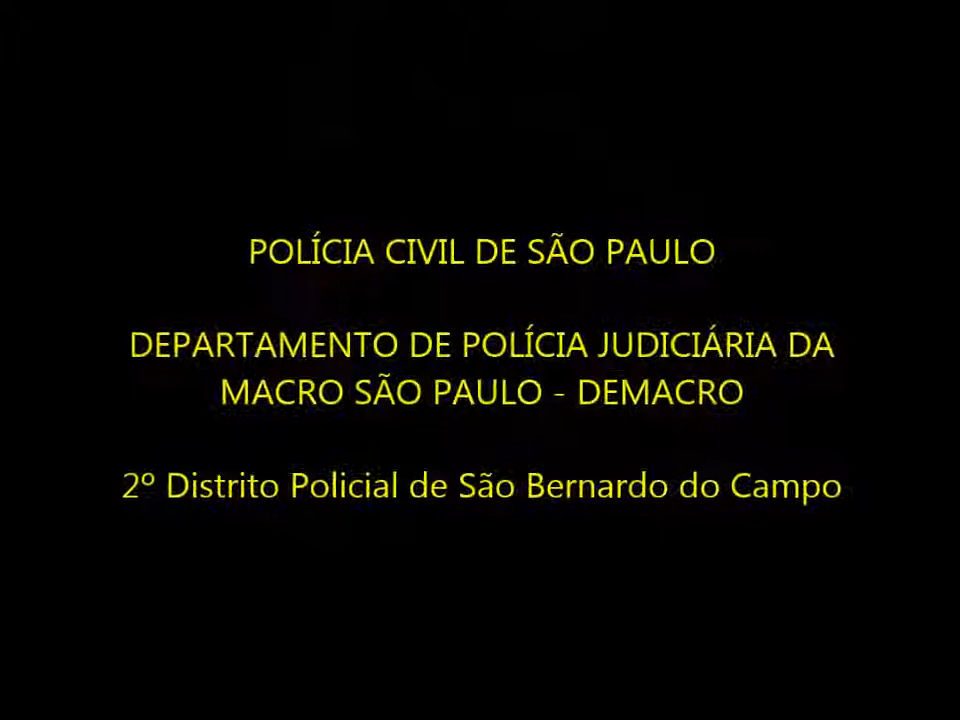 POLÍCIA CIVIL DE SÃO PAULO
DEPARTAMENTO DE POLÍCIA JUDICIÁRIA DA
MACRO SÃO PAULO - DEMACRO
2º Distrito Policial de São Bernardo do Campo